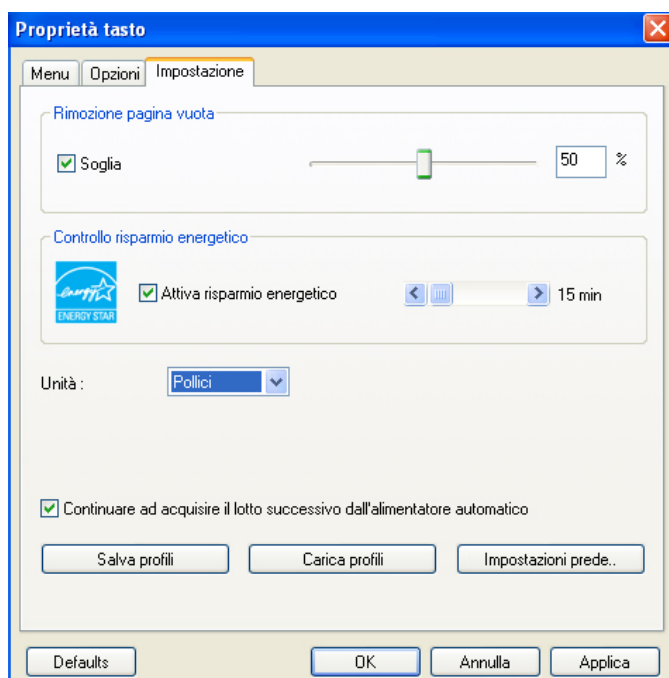 Proprietà tasto
Menu Opzioni Impostazione
Rimozione pagina vuota
Soglia 50 %
Controllo risparmio energetico
energy
ENERGY STAR
Attiva risparmio energetico 15 min
Unità : Pollici
Continuare ad acquisire il lotto successivo dall'alimentatore automatico
Salva profili Carica profili Impostazioni prede..
Defaults OK Annulla Applica